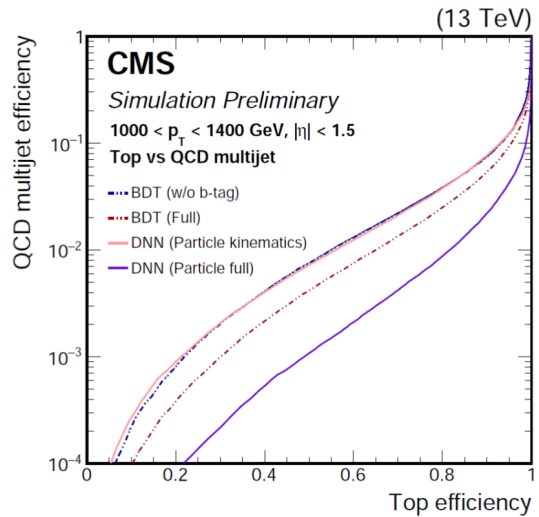 (13 TeV)
CMS
Simulation Preliminary
1000 < p_T < 1400 GeV, |η| < 1.5
Top vs QCD multijet
BDT (w/o b-tag)
BDT (Full)
DNN (Particle kinematics)
DNN (Particle full)
QCD multijet efficiency
1
10⁻¹
10⁻²
10⁻³
10⁻⁴
0 0.2 0.4 0.6 0.8 1
Top efficiency